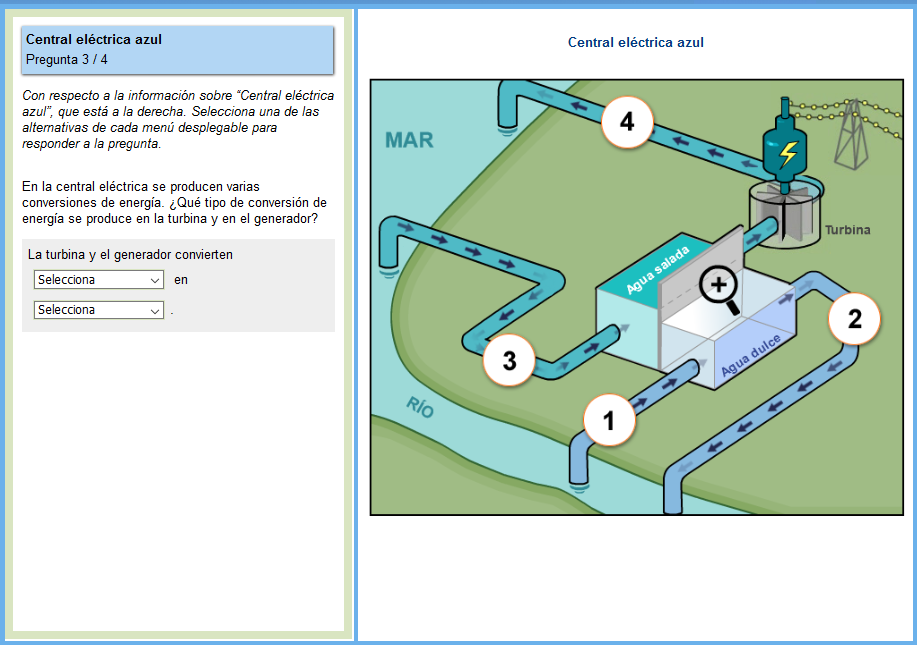 Central eléctrica azul
Pregunta 3 / 4
Con respecto a la información sobre “Central eléctrica
azul”, que está a la derecha. Selecciona una de las
alternativas de cada menú desplegable para
responder a la pregunta.
En la central eléctrica se producen varias
conversiones de energía. ¿Qué tipo de conversión de
energía se produce en la turbina y en el generador?
La turbina y el generador convierten
Selecciona en
Selecciona .
Central eléctrica azul
4
MAR
Turbina
Agua salada
2
3
Agua dulce
RÍO
1